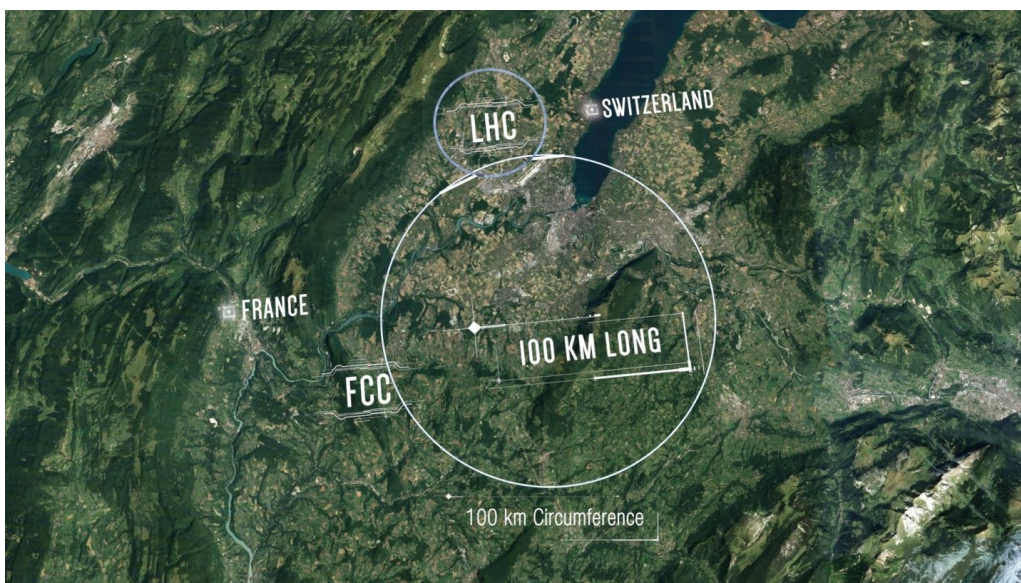 LHC
SWITZERLAND
FRANCE
100 KM LONG
FCC
100 km Circumference